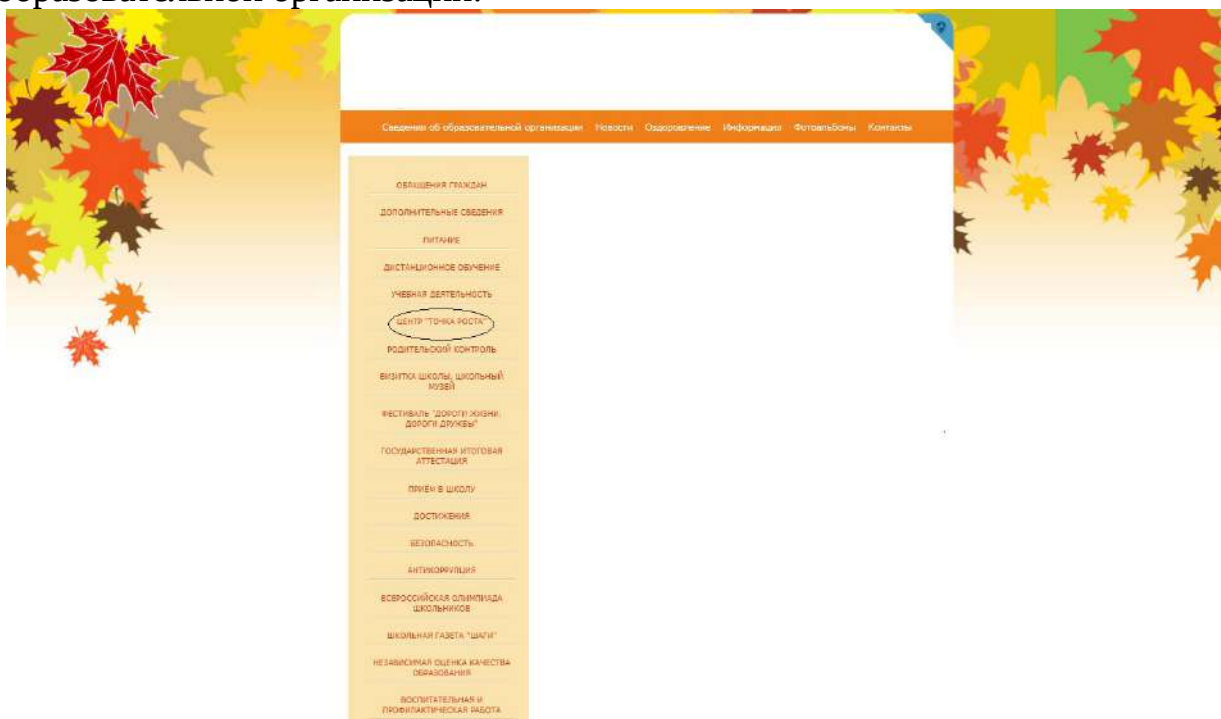 образовательной организации.
Сведения об образовательной организации Новости Оздоровление Информация Фотоальбомы Контакты
ОБРАЩЕНИЯ ГРАЖДАН
ДОПОЛНИТЕЛЬНЫЕ СВЕДЕНИЯ
ПИТАНИЕ
ДИСТАНЦИОННОЕ ОБУЧЕНИЕ
УЧЕБНАЯ ДЕЯТЕЛЬНОСТЬ
ЦЕНТР "ТОЧКА РОСТА"
РОДИТЕЛЬСКИЙ КОНТРОЛЬ
ВИЗИТКА ШКОЛЫ, ШКОЛЬНЫЙ
МУЗЕЙ
ФЕСТИВАЛЬ "ДОРОГИ ЖИЗНИ,
ДОРОГИ ДРУЖБЫ"
ГОСУДАРСТВЕННАЯ ИТОГОВАЯ
АТТЕСТАЦИЯ
ПРИЁМ В ШКОЛУ
ДОСТИЖЕНИЯ
БЕЗОПАСНОСТЬ
АНТИКОРРУПЦИЯ
ВСЕРОССИЙСКАЯ ОЛИМПИАДА
ШКОЛЬНИКОВ
ШКОЛЬНАЯ ГАЗЕТА "ШАГИ"
НЕЗАВИСИМАЯ ОЦЕНКА КАЧЕСТВА
ОБРАЗОВАНИЯ
ВОСПИТАТЕЛЬНАЯ И
ПРОФИЛАКТИЧЕСКАЯ РАБОТА